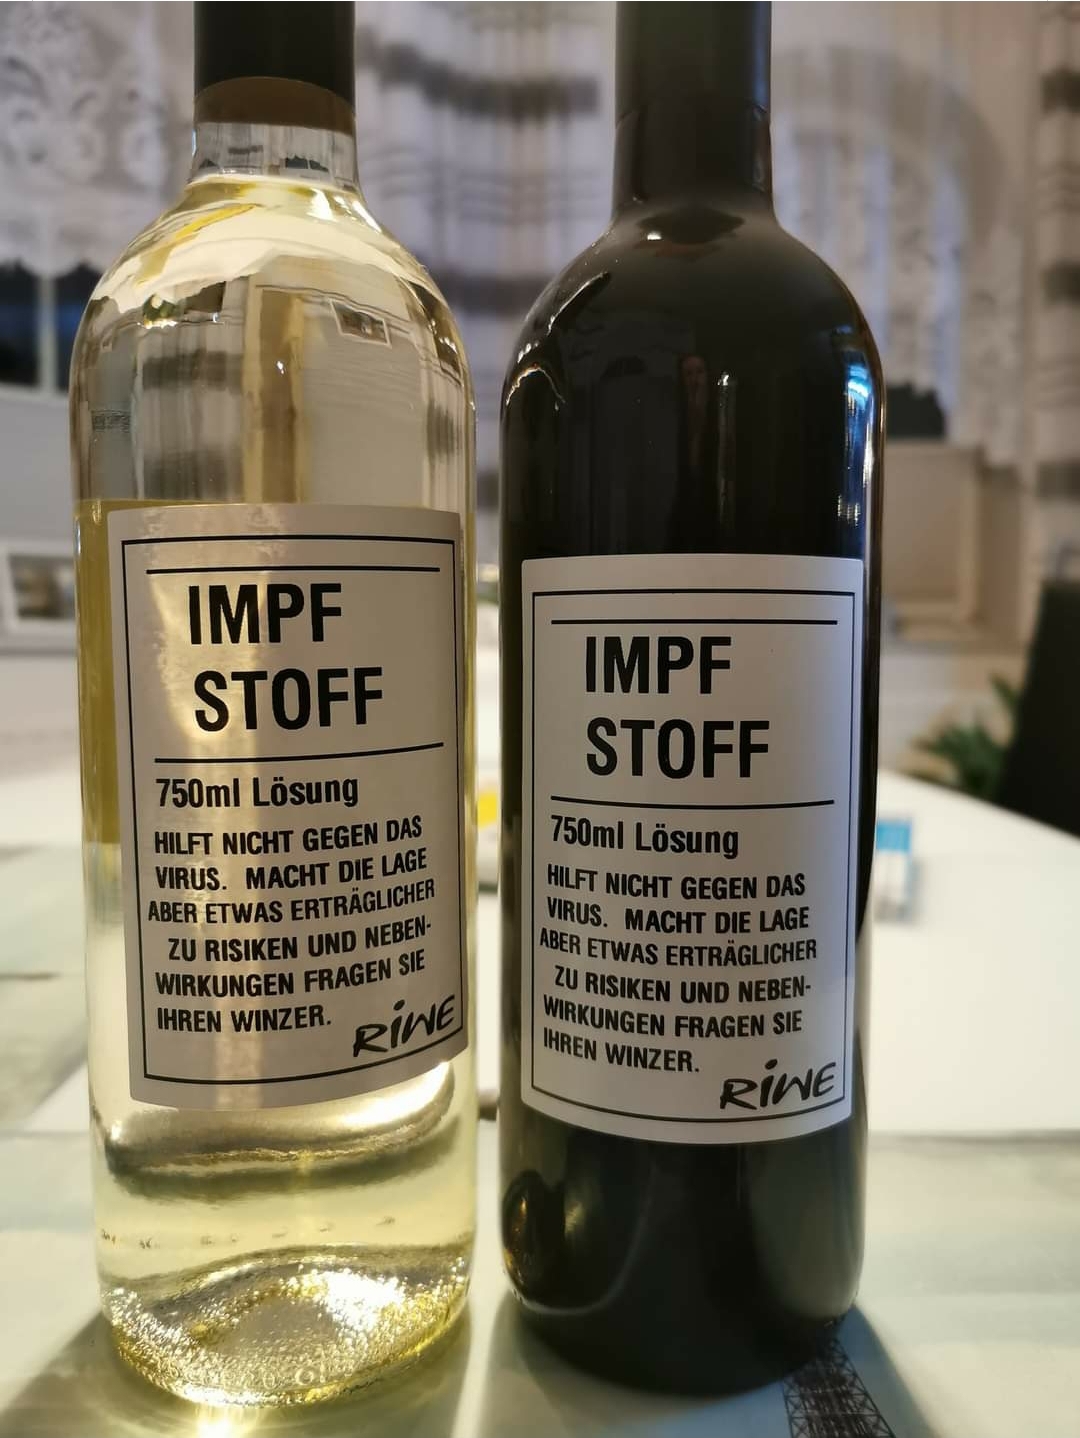 IMPF
STOFF
750ml Lösung
HILFT NICHT GEGEN DAS
VIRUS. MACHT DIE LAGE
ABER ETWAS ERTRÄGLICHER
ZU RISIKEN UND NEBEN-
WIRKUNGEN FRAGEN SIE
IHREN WINZER.
RiWE
IMPF
STOFF
750ml Lösung
HILFT NICHT GEGEN DAS
VIRUS. MACHT DIE LAGE
ABER ETWAS ERTRÄGLICHER
ZU RISIKEN UND NEBEN-
WIRKUNGEN FRAGEN SIE
IHREN WINZER.
RiWE